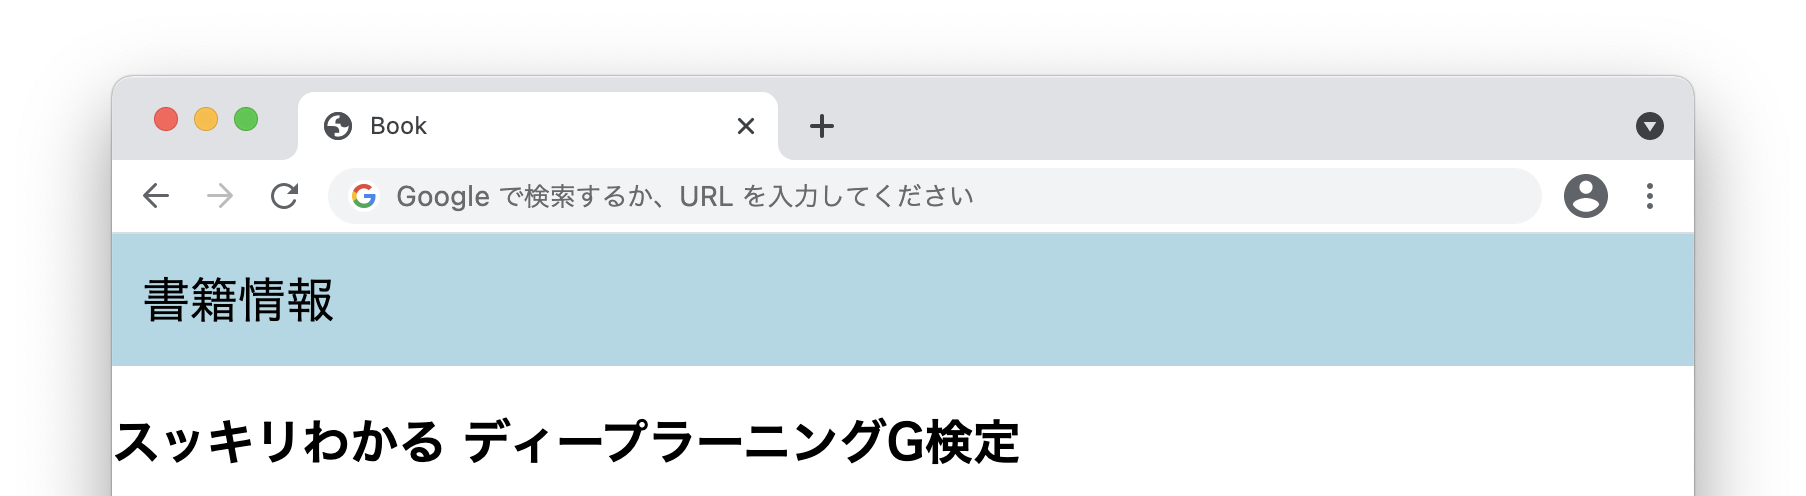 Book
Google で検索するか、URL を入力してください
書籍情報
スッキリわかる ディープラーニングG検定